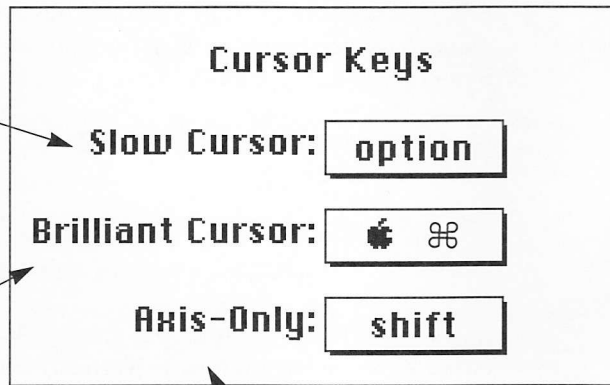 Cursor Keys
Slow Cursor: option
Brilliant Cursor:  ⌘
Axis-Only: shift